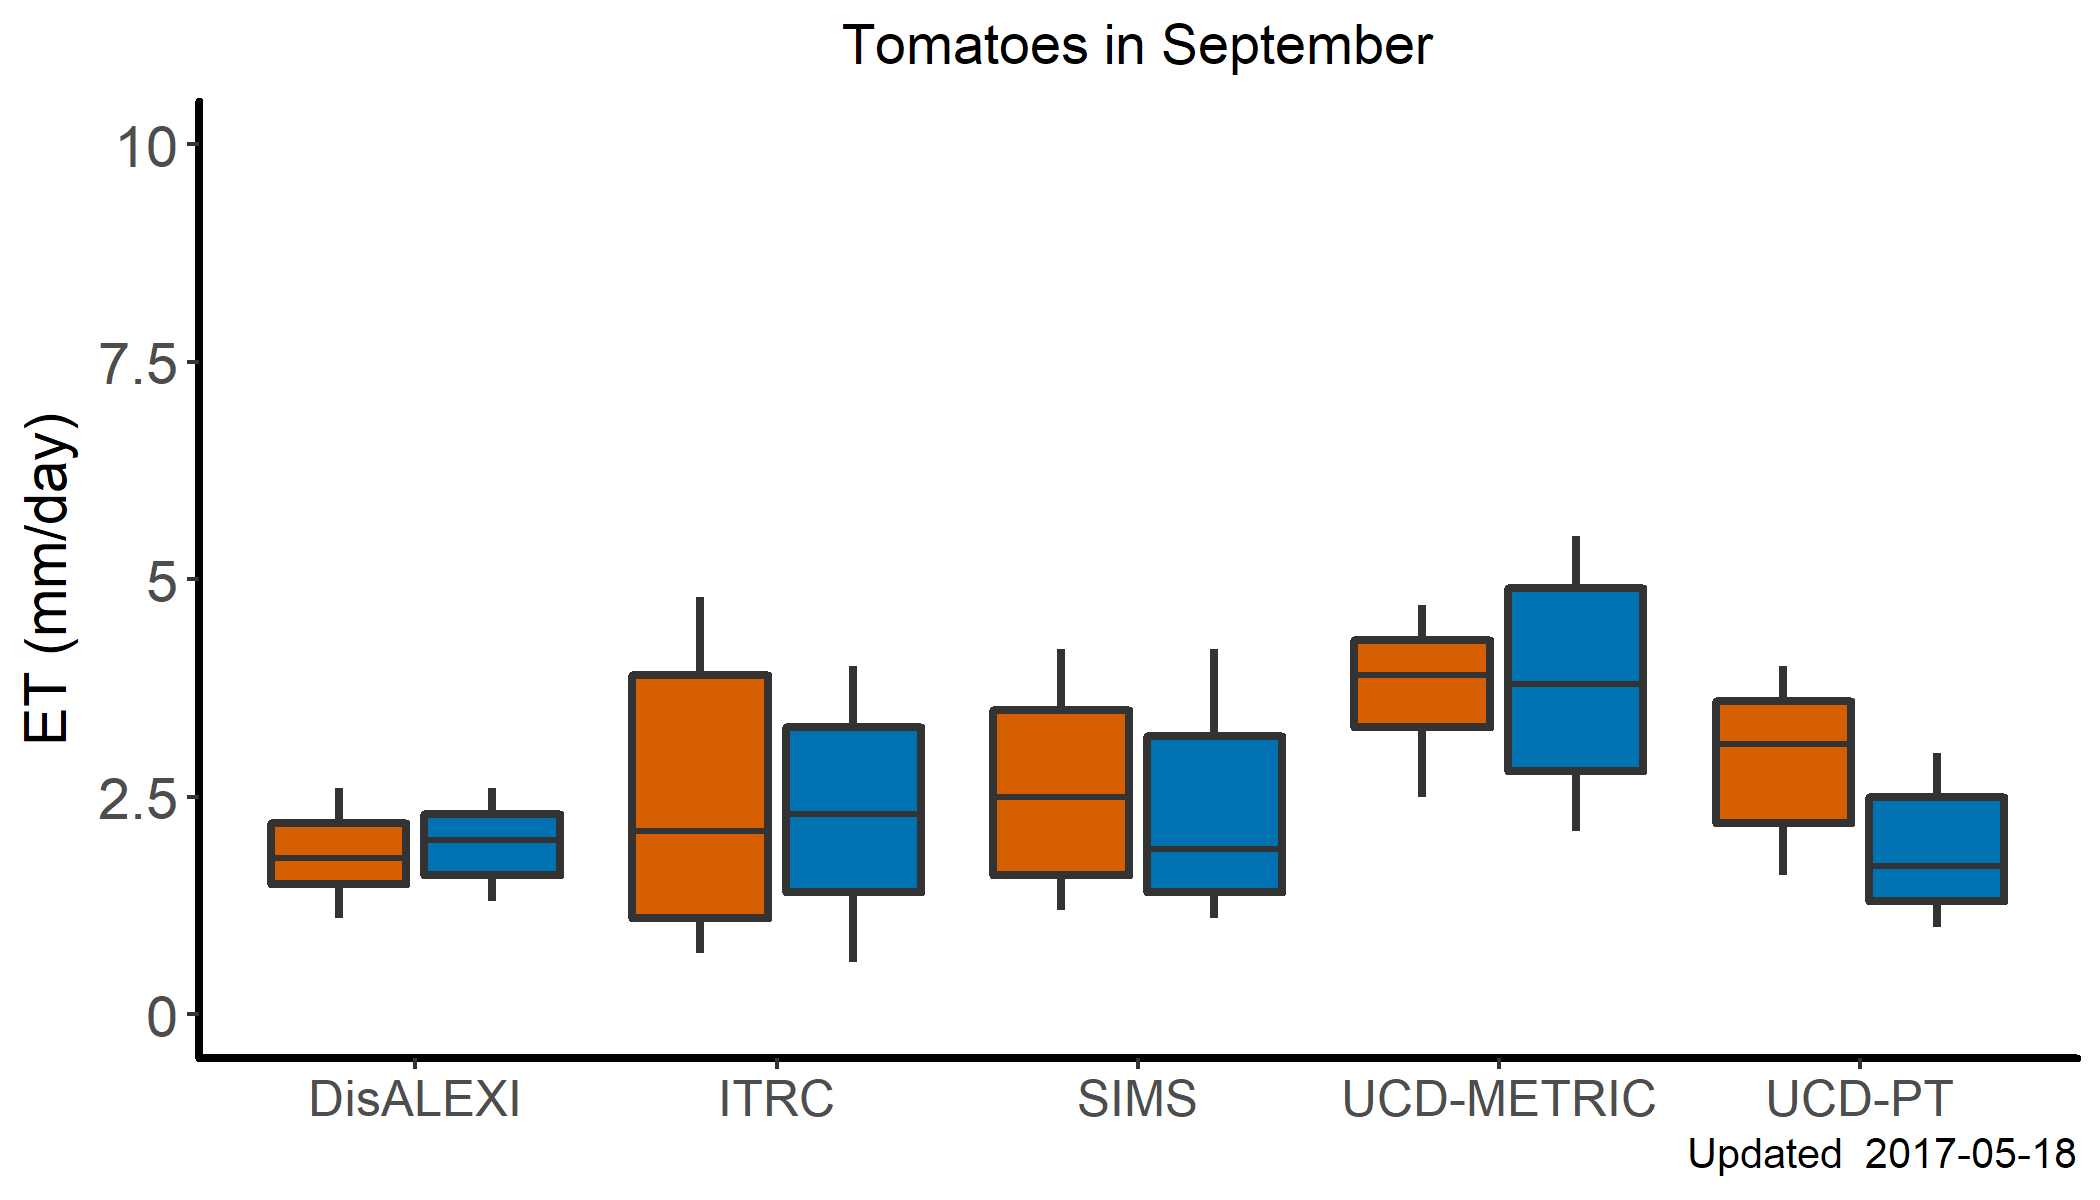 Tomatoes in September
10
7.5
5
2.5
0
ET (mm/day)
DisALEXI ITRC SIMS UCD-METRIC UCD-PT
Updated 2017-05-18